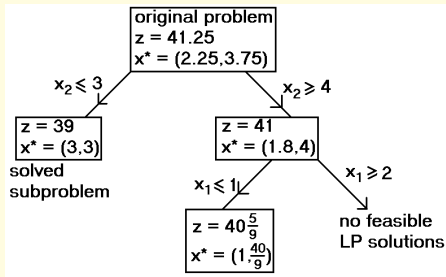 original problem
z = 41.25
x* = (2.25,3.75)
x₂ ⩽ 3
x₂ ⩾ 4
z = 39
x* = (3,3)
solved
subproblem
z = 41
x* = (1.8,4)
x₁ ⩽ 1
x₁ ⩾ 2
z = 40 5/9
x* = (1, 40/9)
no feasible
LP solutions